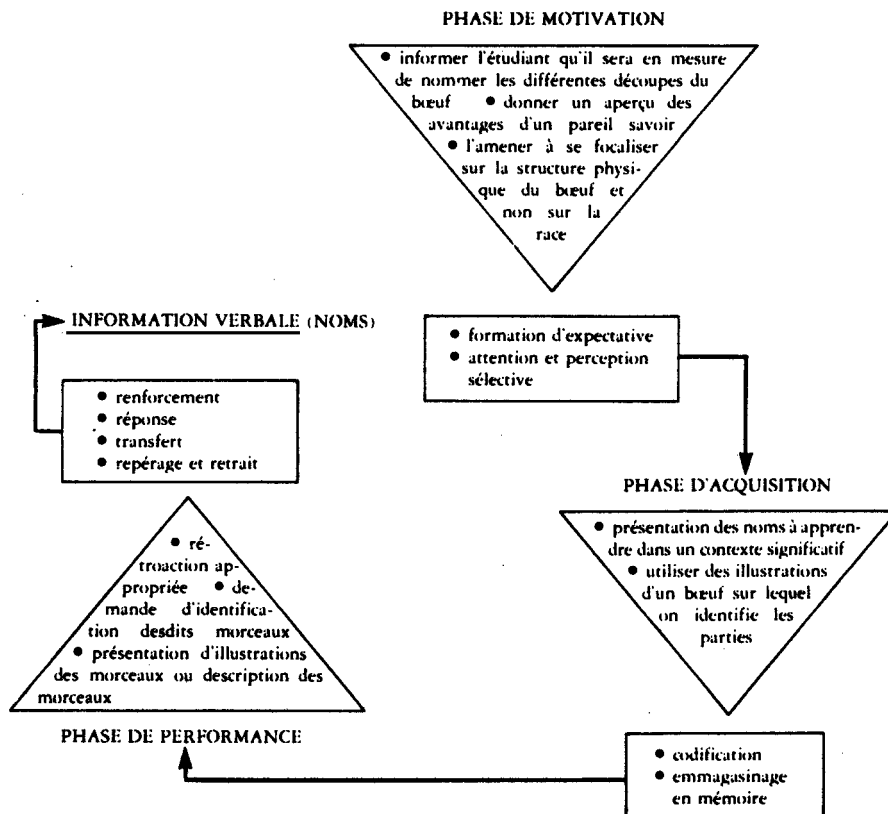 PHASE DE MOTIVATION
• informer l'étudiant qu'il sera en mesure
de nommer les différentes découpes du
bœuf • donner un aperçu des
avantages d'un pareil savoir
• l'amener à se focaliser
sur la structure physi-
que du bœuf et
non sur la
race
• formation d'expectative
• attention et perception
sélective
PHASE D'ACQUISITION
• présentation des noms à appren-
dre dans un contexte significatif
• utiliser des illustrations
d'un bœuf sur lequel
on identifie les
parties
• codification
• emmagasinage
en mémoire
INFORMATION VERBALE (NOMS)
• renforcement
• réponse
• transfert
• repérage et retrait
• ré-
troaction ap-
propriée • de-
mande d'identifica-
tion desdits morceaux
• présentation d'illustrations
des morceaux ou description des
morceaux
PHASE DE PERFORMANCE